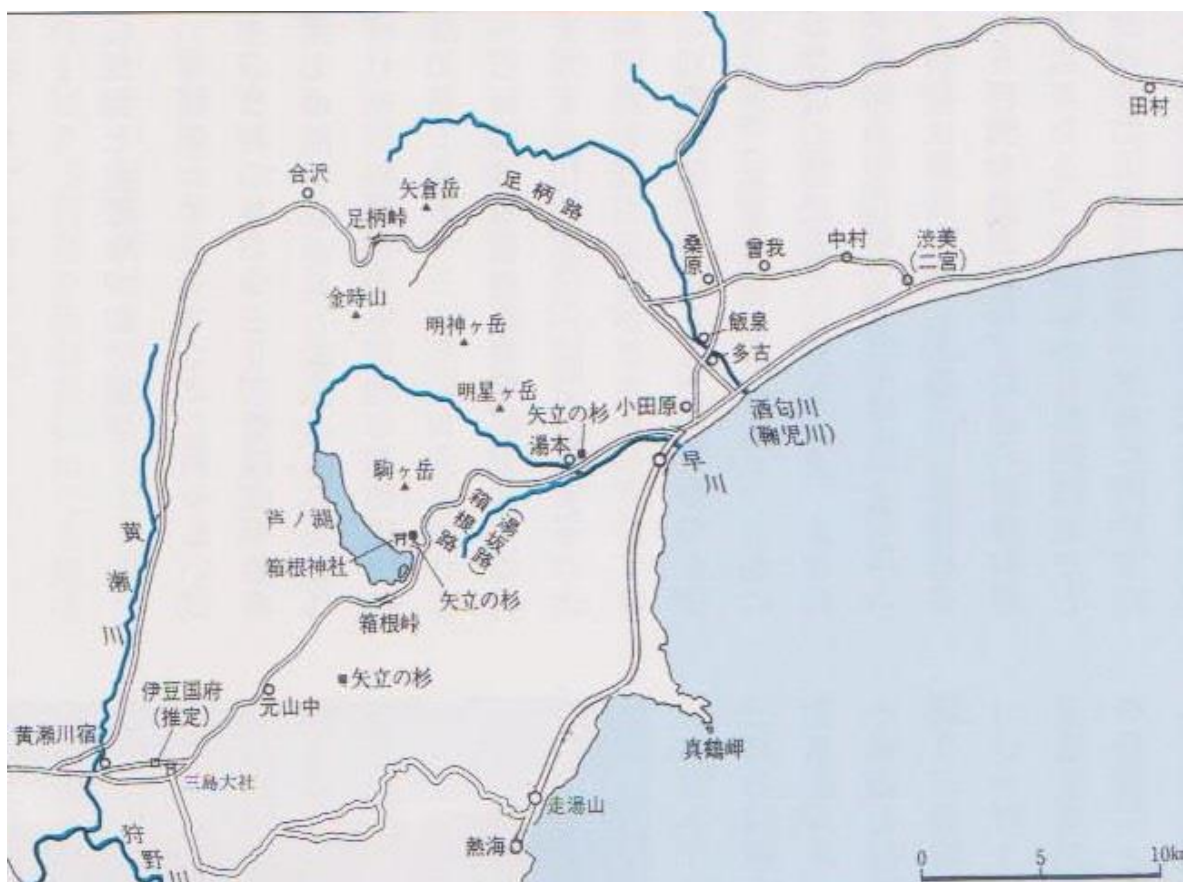 田村
合沢
矢倉岳
足柄路
足柄峠
桑原
曾我
中村
渋美
(二宮)
金時山
明神ヶ岳
飯泉
多古
明星ヶ岳
矢立の杉
小田原
酒匂川
(鞠児川)
湯本
早川
駒ヶ岳
芦ノ湖
箱根路
(湯坂路)
箱根神社
矢立の杉
箱根峠
黄瀬川
矢立の杉
伊豆国府
(推定)
元山中
黄瀬川宿
三島大社
真鶴岬
走湯山
熱海
狩野川
0 5 10km